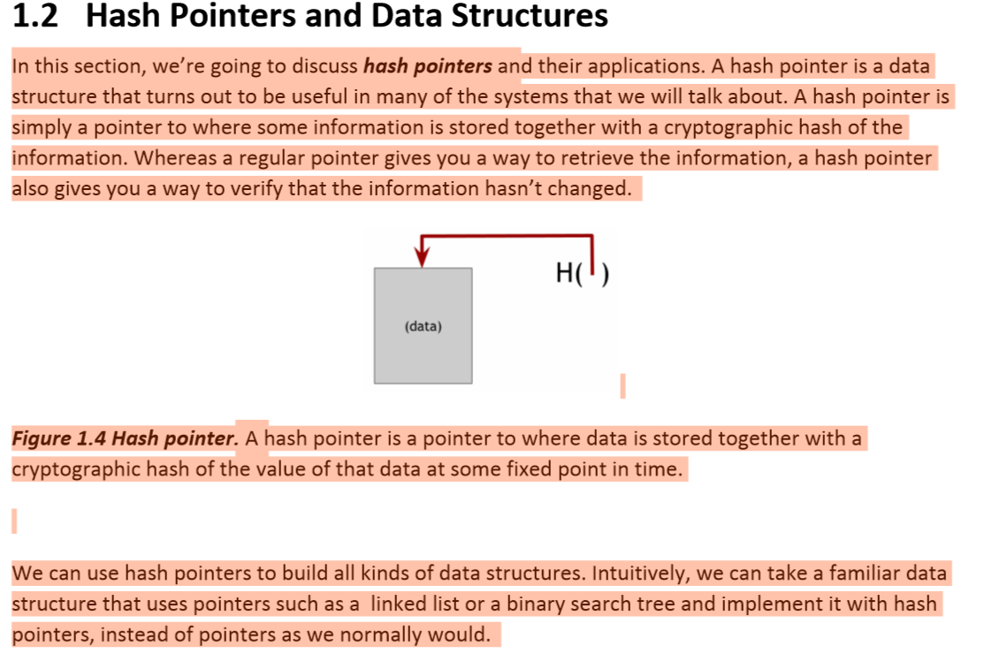 1.2 Hash Pointers and Data Structures
In this section, we’re going to discuss hash pointers and their applications. A hash pointer is a data
structure that turns out to be useful in many of the systems that we will talk about. A hash pointer is
simply a pointer to where some information is stored together with a cryptographic hash of the
information. Whereas a regular pointer gives you a way to retrieve the information, a hash pointer
also gives you a way to verify that the information hasn’t changed.
H( )
(data)
Figure 1.4 Hash pointer. A hash pointer is a pointer to where data is stored together with a
cryptographic hash of the value of that data at some fixed point in time.
We can use hash pointers to build all kinds of data structures. Intuitively, we can take a familiar data
structure that uses pointers such as a linked list or a binary search tree and implement it with hash
pointers, instead of pointers as we normally would.